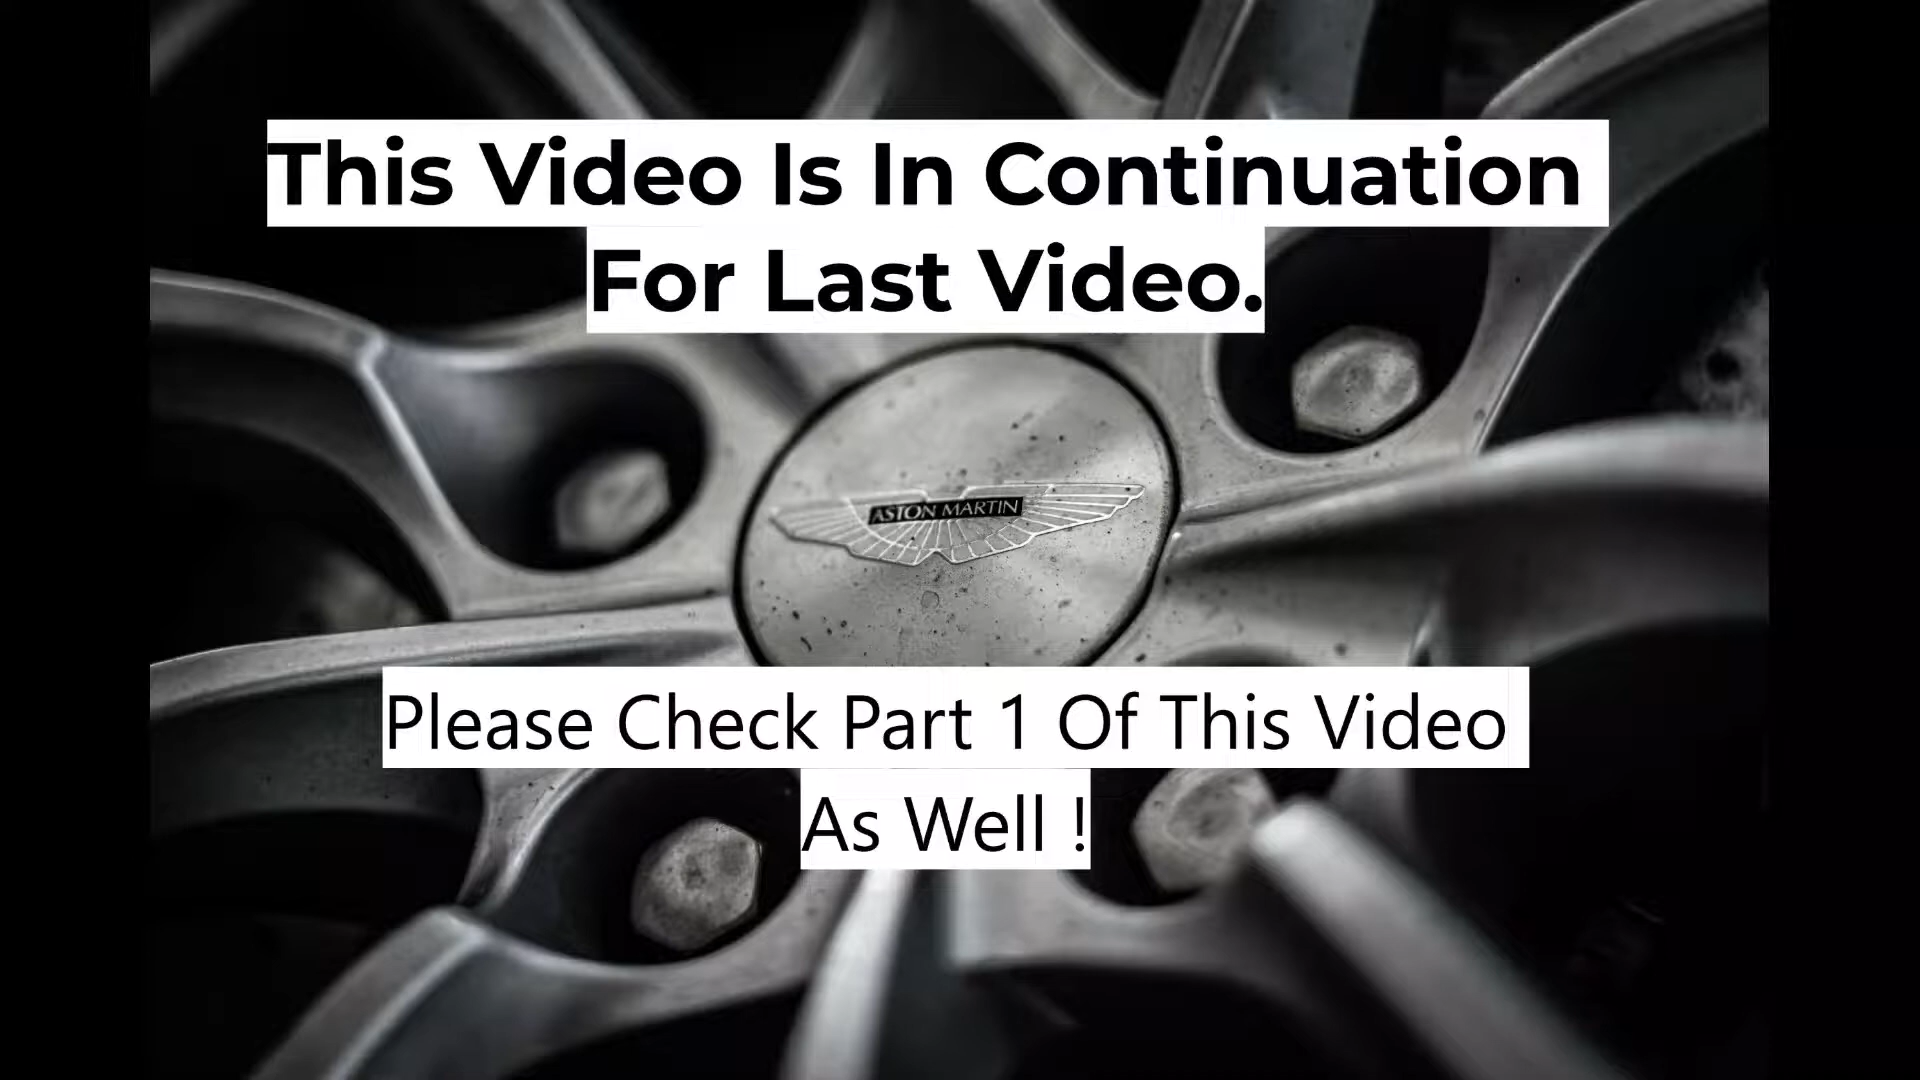 This Video Is In Continuation
For Last Video.
ASTON MARTIN
Please Check Part 1 Of This Video
As Well !